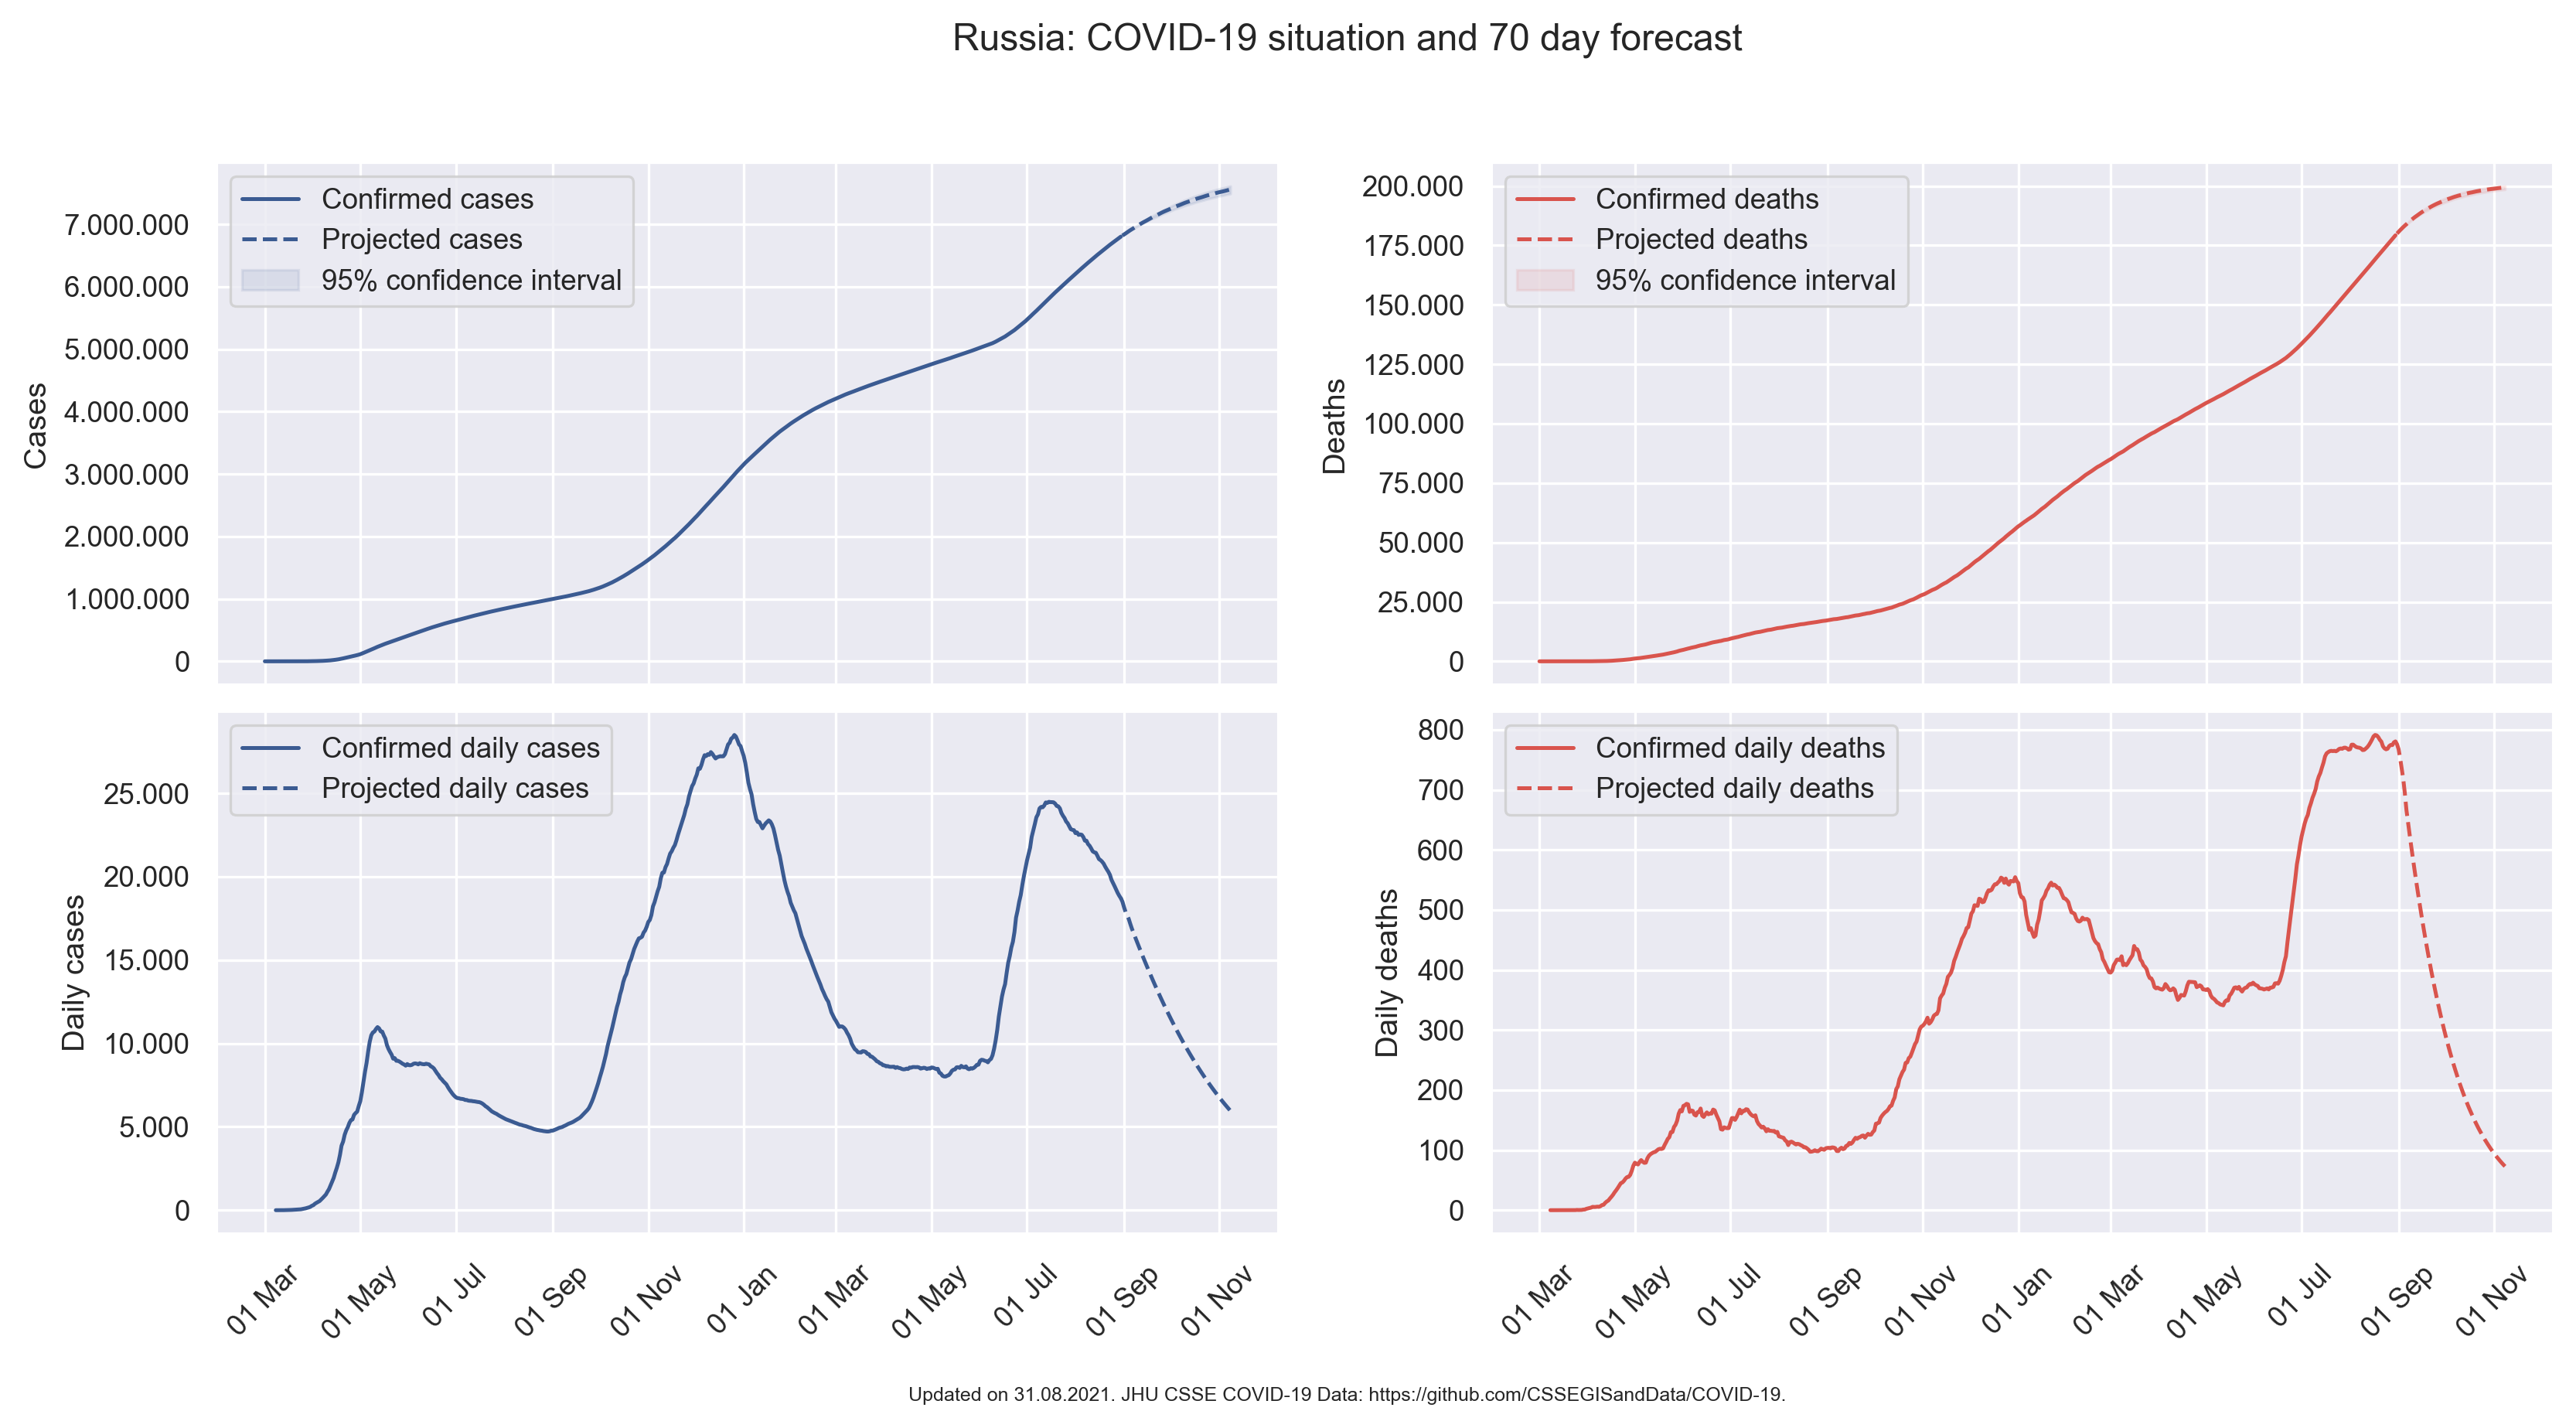 Russia: COVID-19 situation and 70 day forecast
Cases
7.000.000
6.000.000
5.000.000
4.000.000
3.000.000
2.000.000
1.000.000
0
Confirmed cases
Projected cases
95% confidence interval
Deaths
200.000
175.000
150.000
125.000
100.000
75.000
50.000
25.000
0
Confirmed deaths
Projected deaths
95% confidence interval
Daily cases
25.000
20.000
15.000
10.000
5.000
0
Confirmed daily cases
Projected daily cases
01 Mar
01 May
01 Jul
01 Sep
01 Nov
01 Jan
01 Mar
01 May
01 Jul
01 Sep
01 Nov
Daily deaths
800
700
600
500
400
300
200
100
0
Confirmed daily deaths
Projected daily deaths
01 Mar
01 May
01 Jul
01 Sep
01 Nov
01 Jan
01 Mar
01 May
01 Jul
01 Sep
01 Nov
Updated on 31.08.2021. JHU CSSE COVID-19 Data: https://github.com/CSSEGISandData/COVID-19.